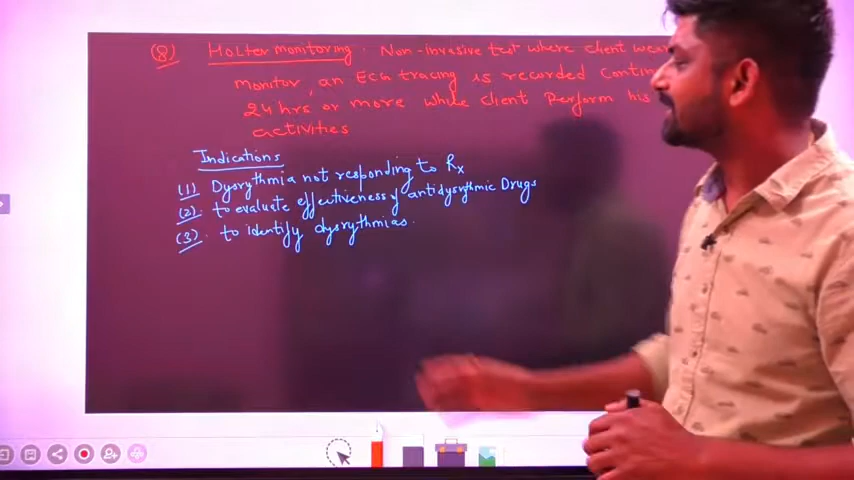 (8) Holter monitoring. Non-invasive test where client wear
monitor, an ECG tracing is recorded contin
24 hrs or more while client perform his
activities
Indications
(1) Dysrythmia not responding to Rx
(2). to evaluate effectiveness of antidysrythmic Drugs
(3). to identify dysrythmias.